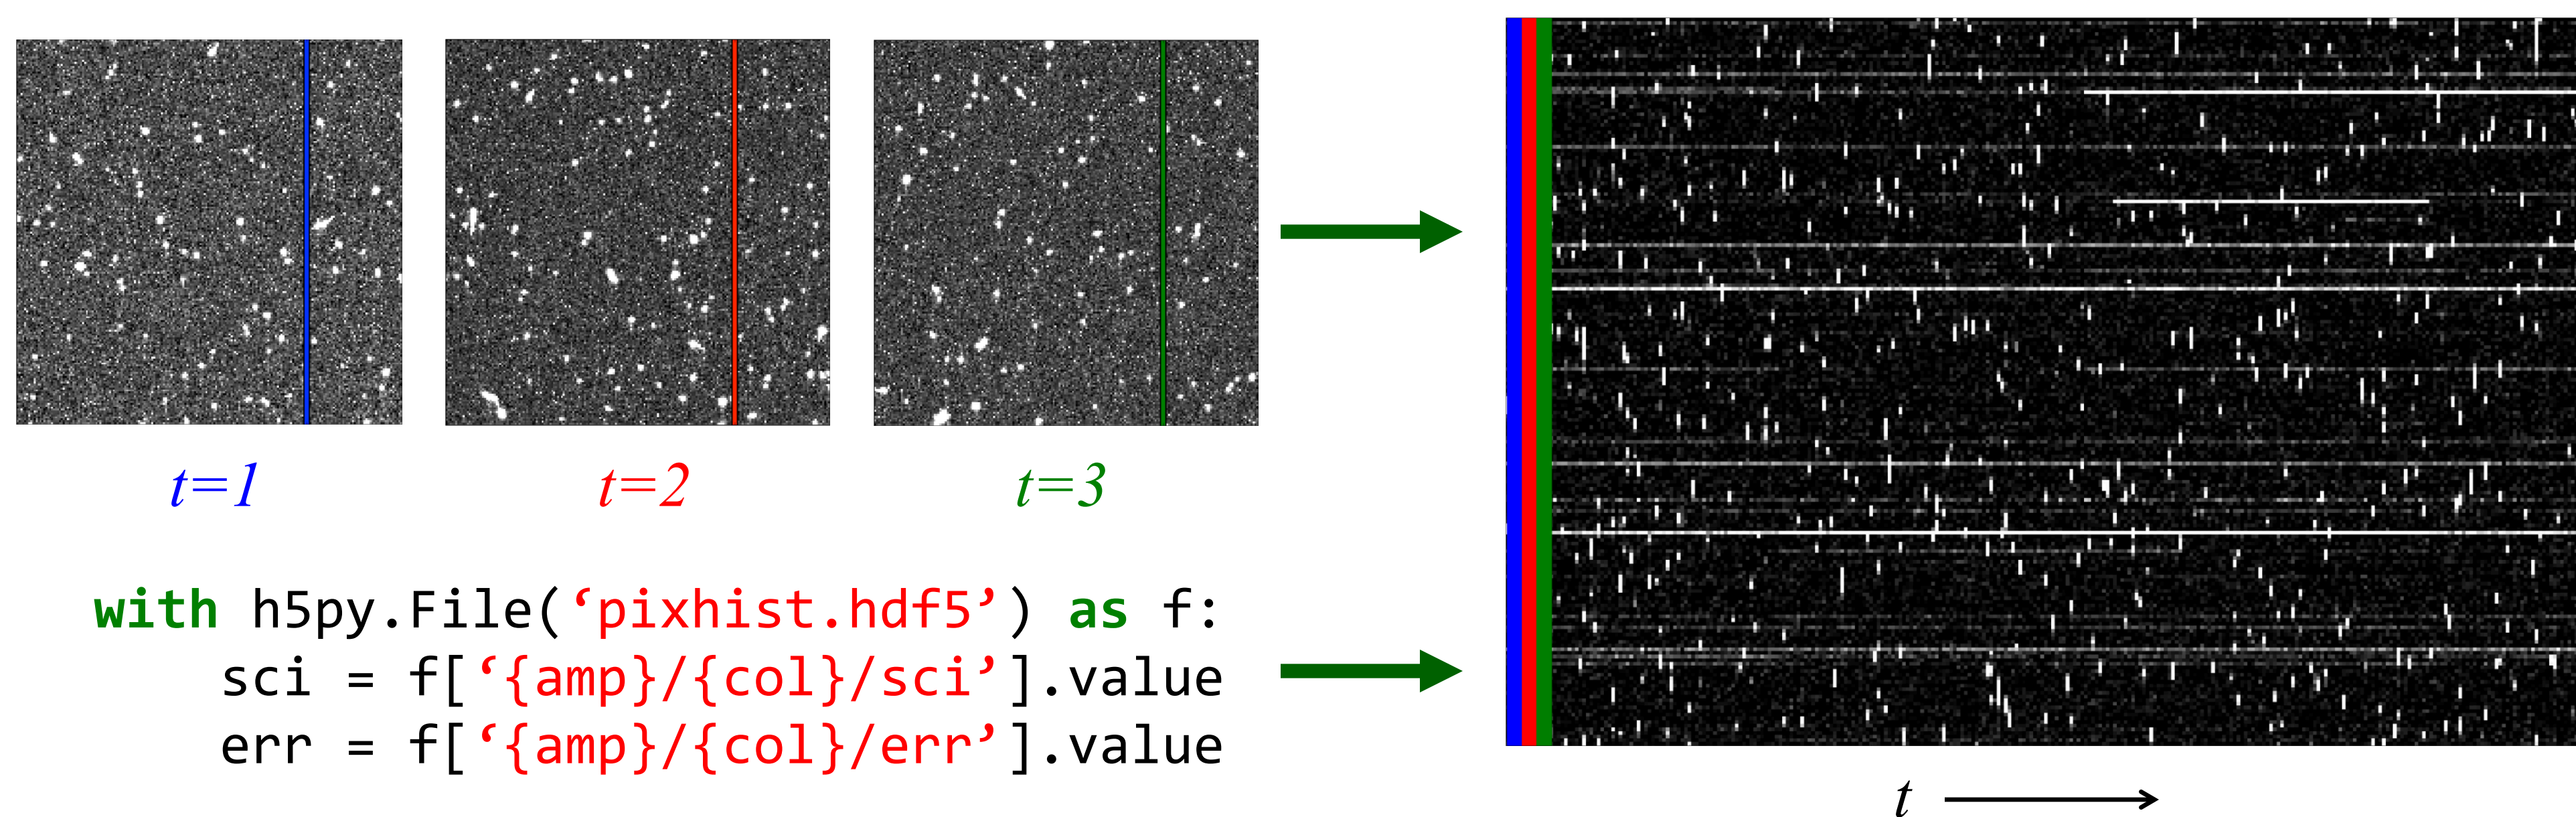 t=1
t=2
t=3
with h5py.File(‘pixhist.hdf5’) as f:
    sci = f[‘{amp}/{col}/sci’].value
    err = f[‘{amp}/{col}/err’].value
t